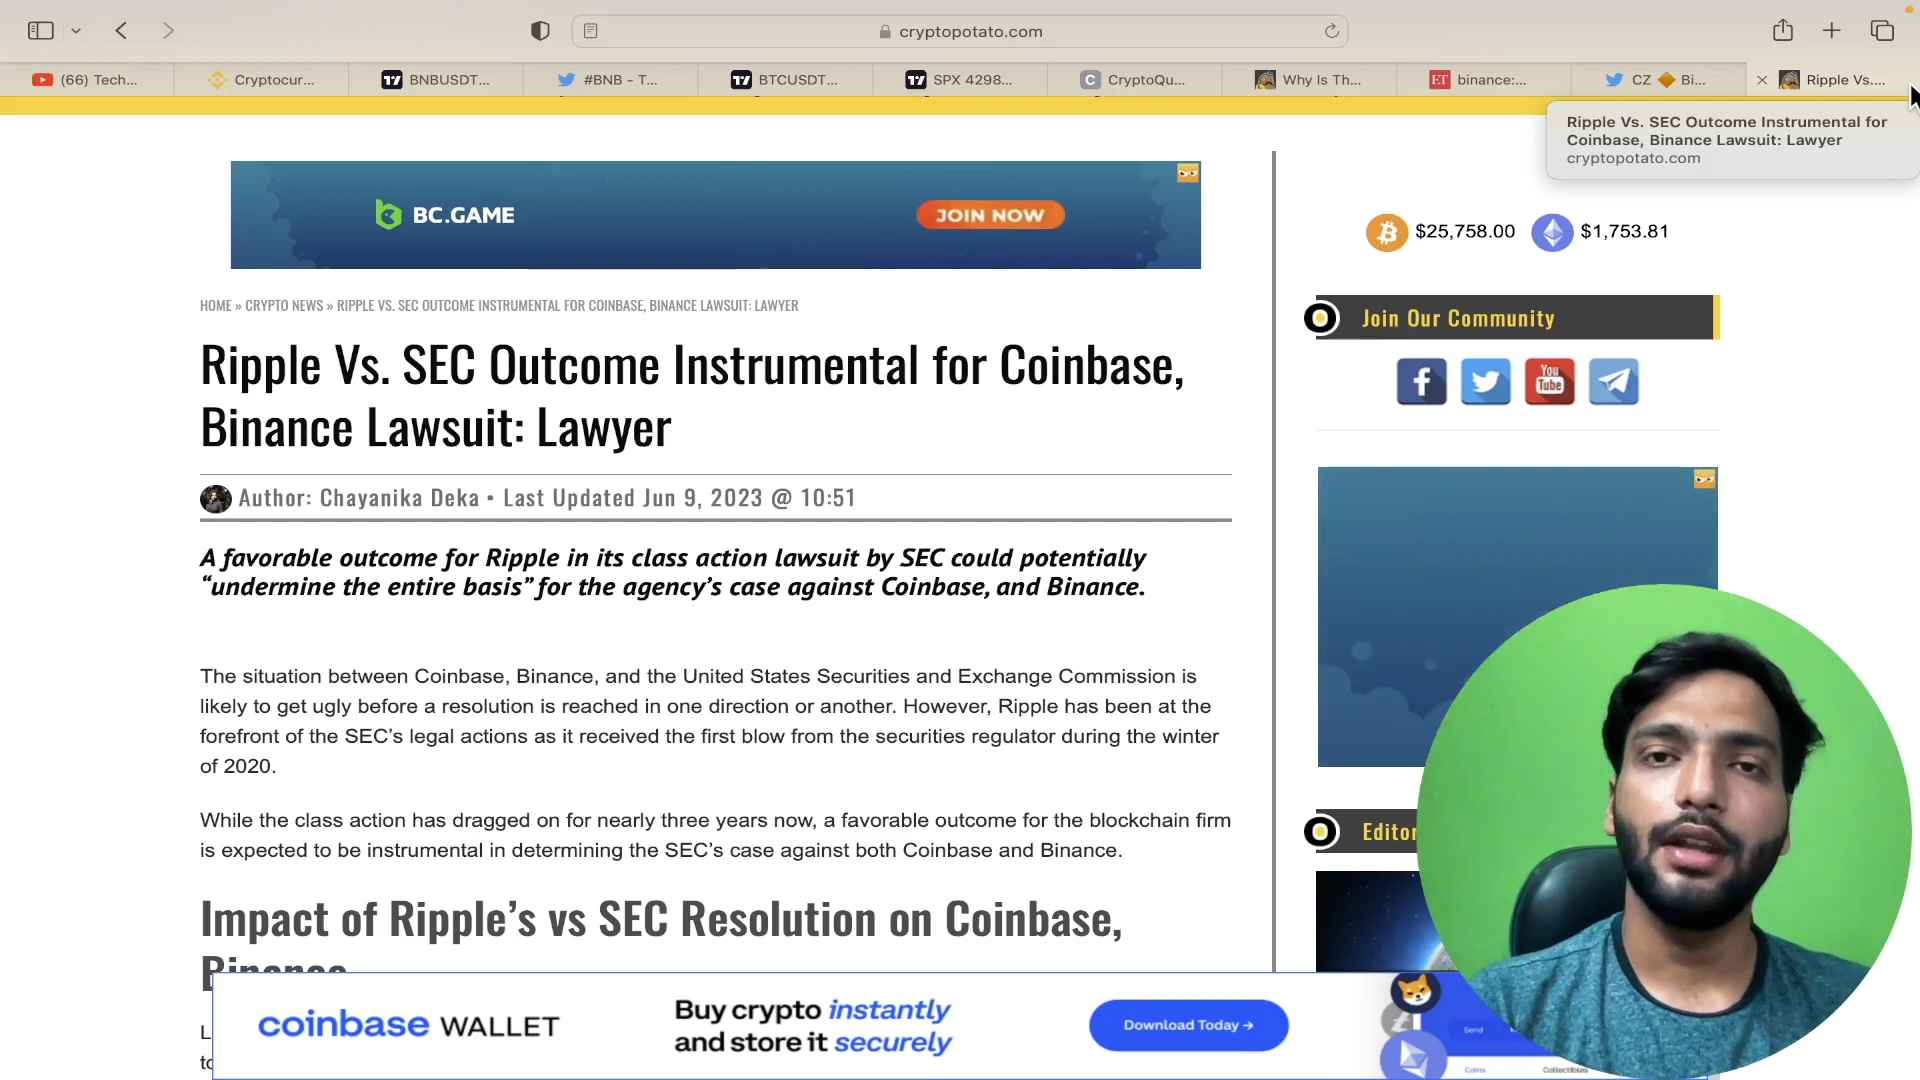 cryptopotato.com
(66) Tech...
Cryptocur...
BNBUSDT...
#BNB - T...
BTCUSDT...
SPX 4298...
CryptoQu...
Why Is Th...
ET binance:...
CZ 🔶 Bi...
Ripple Vs....
Ripple Vs. SEC Outcome Instrumental for
Coinbase, Binance Lawsuit: Lawyer
cryptopotato.com
BC.GAME
JOIN NOW
$25,758.00 $1,753.81
HOME » CRYPTO NEWS » RIPPLE VS. SEC OUTCOME INSTRUMENTAL FOR COINBASE, BINANCE LAWSUIT: LAWYER
Join Our Community
You
Tube
Ripple Vs. SEC Outcome Instrumental for Coinbase,
Binance Lawsuit: Lawyer
Author: Chayanika Deka • Last Updated Jun 9, 2023 @ 10:51
A favorable outcome for Ripple in its class action lawsuit by SEC could potentially
“undermine the entire basis” for the agency’s case against Coinbase, and Binance.
The situation between Coinbase, Binance, and the United States Securities and Exchange Commission is
likely to get ugly before a resolution is reached in one direction or another. However, Ripple has been at the
forefront of the SEC’s legal actions as it received the first blow from the securities regulator during the winter
of 2020.
While the class action has dragged on for nearly three years now, a favorable outcome for the blockchain firm
is expected to be instrumental in determining the SEC’s case against both Coinbase and Binance.
Editor
Impact of Ripple’s vs SEC Resolution on Coinbase,
Binance
coinbase WALLET
Buy crypto instantly
and store it securely
Download Today →
Send
Coins
Collectibles